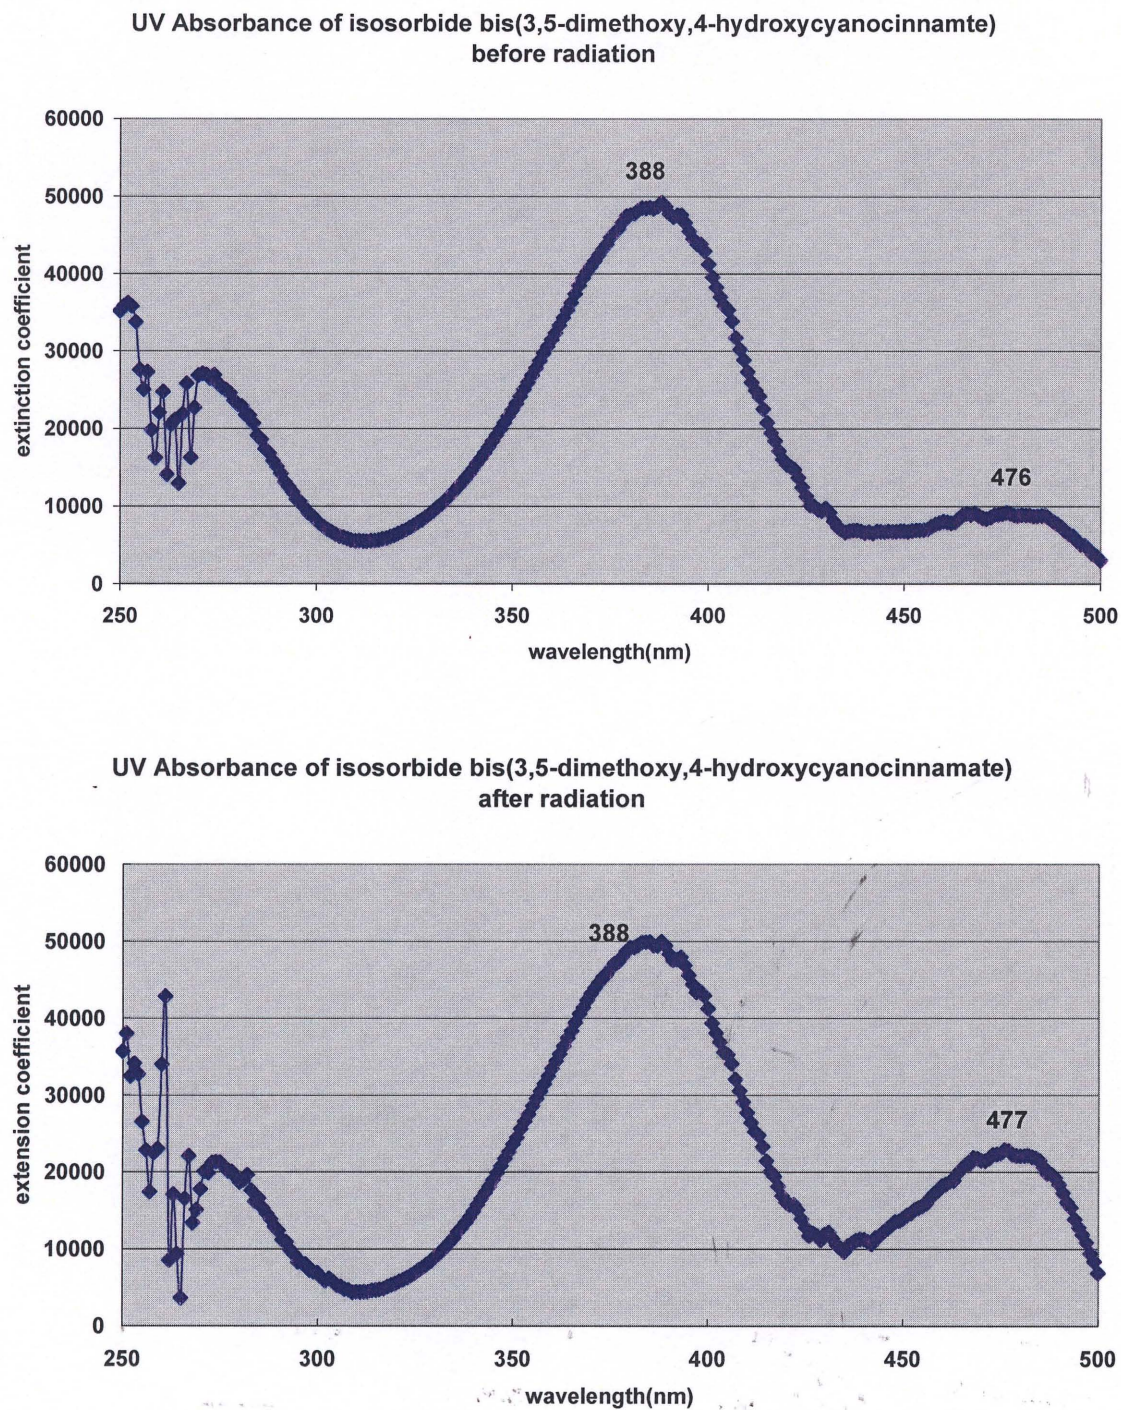 UV Absorbance of isosorbide bis(3,5-dimethoxy,4-hydroxycyanocinnamte)
before radiation
60000
50000
40000
30000
20000
10000
0
extinction coefficient
388
476
250 300 350 400 450 500
wavelength(nm)
UV Absorbance of isosorbide bis(3,5-dimethoxy,4-hydroxycyanocinnamate)
after radiation
60000
50000
40000
30000
20000
10000
0
extension coefficient
388
477
250 300 350 400 450 500
wavelength(nm)